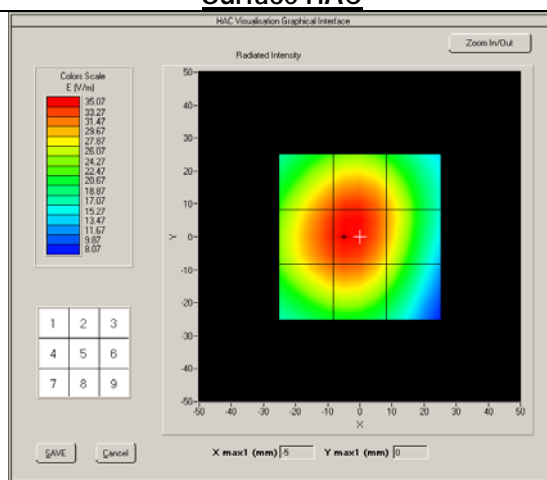 Surface HAC
HAC Visualisation Graphical Interface
Zoom In/Out
Radiated Intensity
Colors Scale
E (V/m)
35.07
33.27
31.47
29.67
27.87
26.07
24.27
22.47
20.67
18.87
17.07
15.27
13.47
11.67
9.87
8.07
50
40
30
20
10
0
-10
-20
-30
-40
-50
Y
-50 -40 -30 -20 -10 0 10 20 30 40 50
X
1 2 3
4 5 6
7 8 9
SAVE Cancel
X max1 (mm) -5 Y max1 (mm) 0